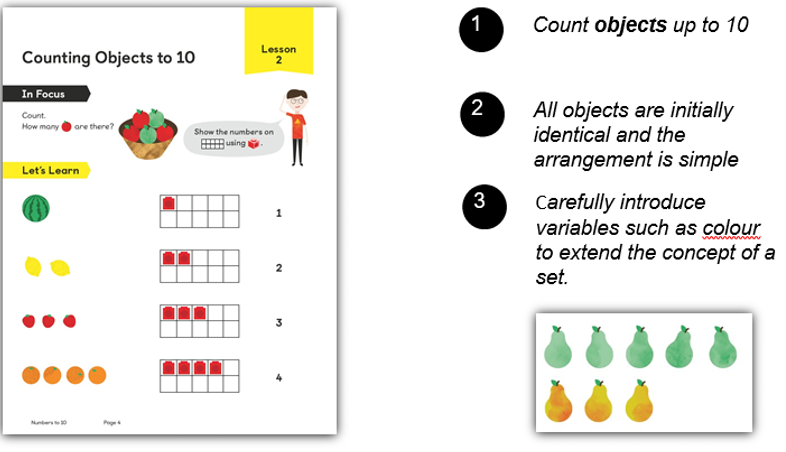 Counting Objects to 10
Lesson
2
In Focus
Count.
How many are there?
Show the numbers on
using .
Let's Learn
1
2
3
4
Numbers to 10 Page 4
1 Count objects up to 10
2 All objects are initially
identical and the
arrangement is simple
3 Carefully introduce
variables such as colour
to extend the concept of a
set.